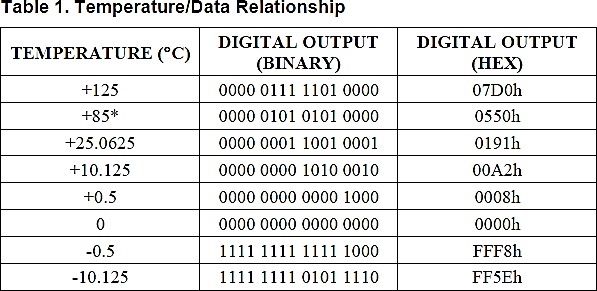 Table 1. Temperature/Data Relationship
TEMPERATURE (°C) DIGITAL OUTPUT (BINARY) DIGITAL OUTPUT (HEX)
+125 0000 0111 1101 0000 07D0h
+85* 0000 0101 0101 0000 0550h
+25.0625 0000 0001 1001 0001 0191h
+10.125 0000 0000 1010 0010 00A2h
+0.5 0000 0000 0000 1000 0008h
0 0000 0000 0000 0000 0000h
-0.5 1111 1111 1111 1000 FFF8h
-10.125 1111 1111 0101 1110 FF5Eh